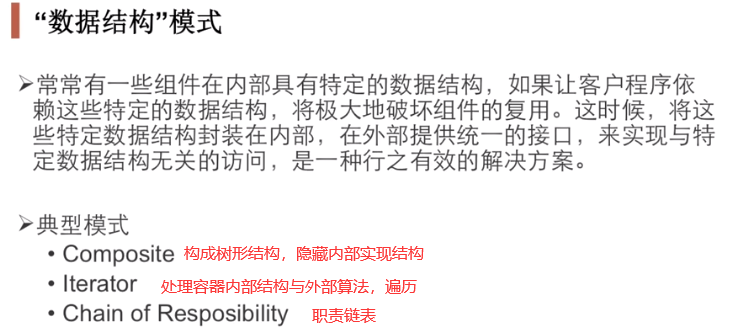 “数据结构”模式
➢常常有一些组件在内部具有特定的数据结构，如果让客户程序依
赖这些特定的数据结构，将极大地破坏组件的复用。这时候，将这
些特定数据结构封装在内部，在外部提供统一的接口，来实现与特
定数据结构无关的访问，是一种行之有效的解决方案。
➢典型模式
• Composite 构成树形结构，隐藏内部实现结构
• Iterator 处理容器内部结构与外部算法，遍历
• Chain of Resposibility 职责链表